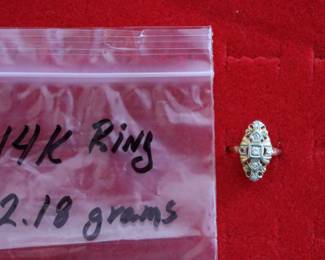 14K Ring
2.18 grams